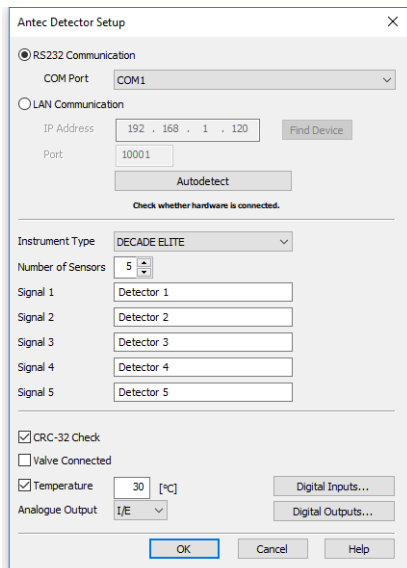 Antec Detector Setup
RS232 Communication
COM Port COM1
LAN Communication
IP Address 192 . 168 . 1 . 120 Find Device
Port 10001
Autodetect
Check whether hardware is connected.
Instrument Type DECADE ELITE
Number of Sensors 5
Signal 1 Detector 1
Signal 2 Detector 2
Signal 3 Detector 3
Signal 4 Detector 4
Signal 5 Detector 5
CRC-32 Check
Valve Connected
Temperature 30 [°C] Digital Inputs...
Analogue Output I/E Digital Outputs...
OK Cancel Help